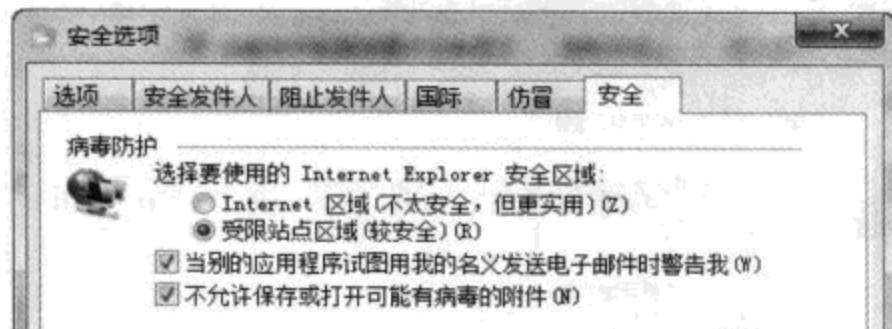 安全选项
选项 安全发件人 阻止发件人 国际 仿冒 安全
病毒防护
选择要使用的 Internet Explorer 安全区域:
Internet 区域(不太安全，但更实用)(Z)
受限站点区域(较安全)(R)
当别的应用程序试图用我的名义发送电子邮件时警告我(W)
不允许保存或打开可能有病毒的附件(N)